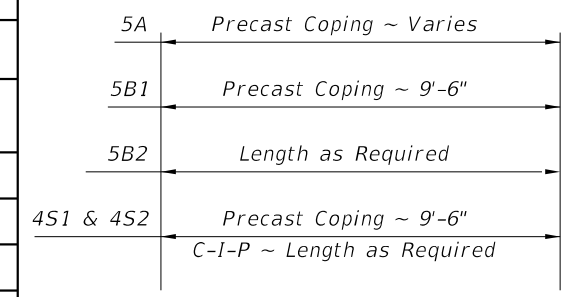 5A Precast Coping ~ Varies
5B1 Precast Coping ~ 9'-6"
5B2 Length as Required
4S1 & 4S2 Precast Coping ~ 9'-6"
C-I-P ~ Length as Required